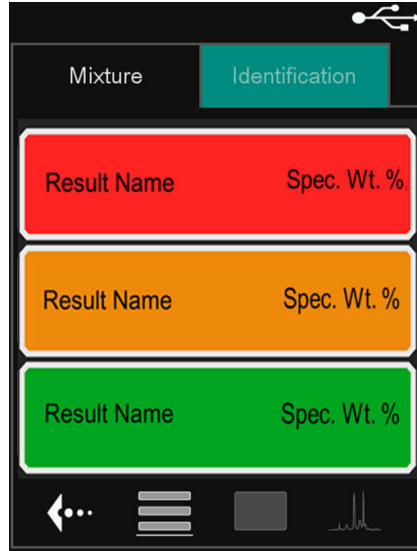 Mixture Identification
Result Name Spec. Wt. %
Result Name Spec. Wt. %
Result Name Spec. Wt. %